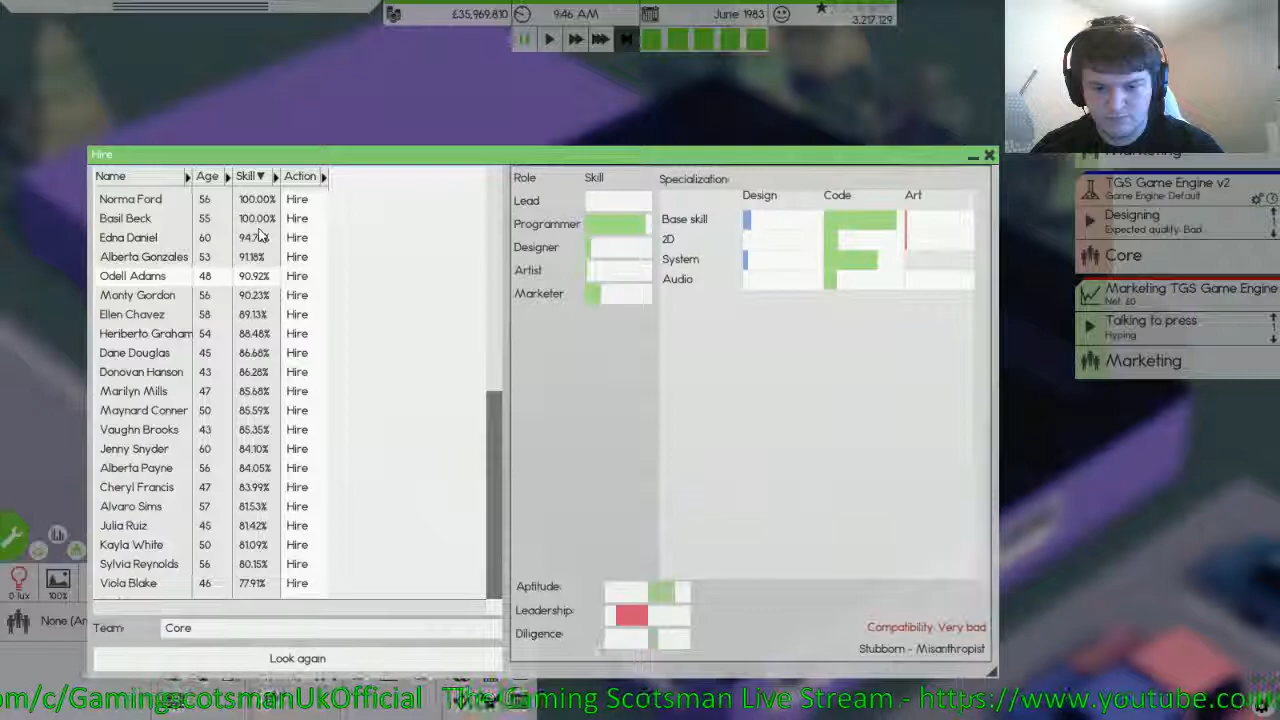 £35,969,810
9:46 AM
June 1983
3,217,129
Hire
Name Age Skill▼ Action
Norma Ford 56 100.00% Hire
Basil Beck 55 100.00% Hire
Edna Daniel 60 Hire
Alberta Gonzales 53 91.18% Hire
Odell Adams 48 90.92% Hire
Monty Gordon 56 90.23% Hire
Ellen Chavez 58 89.13% Hire
Heriberto Graham 54 88.48% Hire
Dane Douglas 45 86.68% Hire
Donovan Hanson 43 86.28% Hire
Marilyn Mills 47 85.68% Hire
Maynard Conner 50 85.59% Hire
Vaughn Brooks 43 85.35% Hire
Jenny Snyder 60 84.10% Hire
Alberta Payne 56 84.05% Hire
Cheryl Francis 47 83.99% Hire
Alvaro Sims 57 81.53% Hire
Julia Ruiz 45 81.42% Hire
Kayla White 50 81.09% Hire
Sylvia Reynolds 56 80.15% Hire
Viola Blake 46 77.91% Hire
Team: Core
Look again
Role Skill
Lead
Programmer
Designer
Artist
Marketer
Specialization:
Design Code Art
Base skill
2D
System
Audio
Aptitude:
Leadership:
Diligence:
Compatibility: Very bad
Stubborn - Misanthropist
TGS Game Engine v2
Game Engine Default
Designing
Expected quality: Bad
Core
Marketing TGS Game Engine
Net: £0
Talking to press
Hyping
Marketing
0 lux
100%
None (An
om/c/GamingscotsmanUkOfficial The Gaming Scotsman Live Stream - https://www.youtube.co